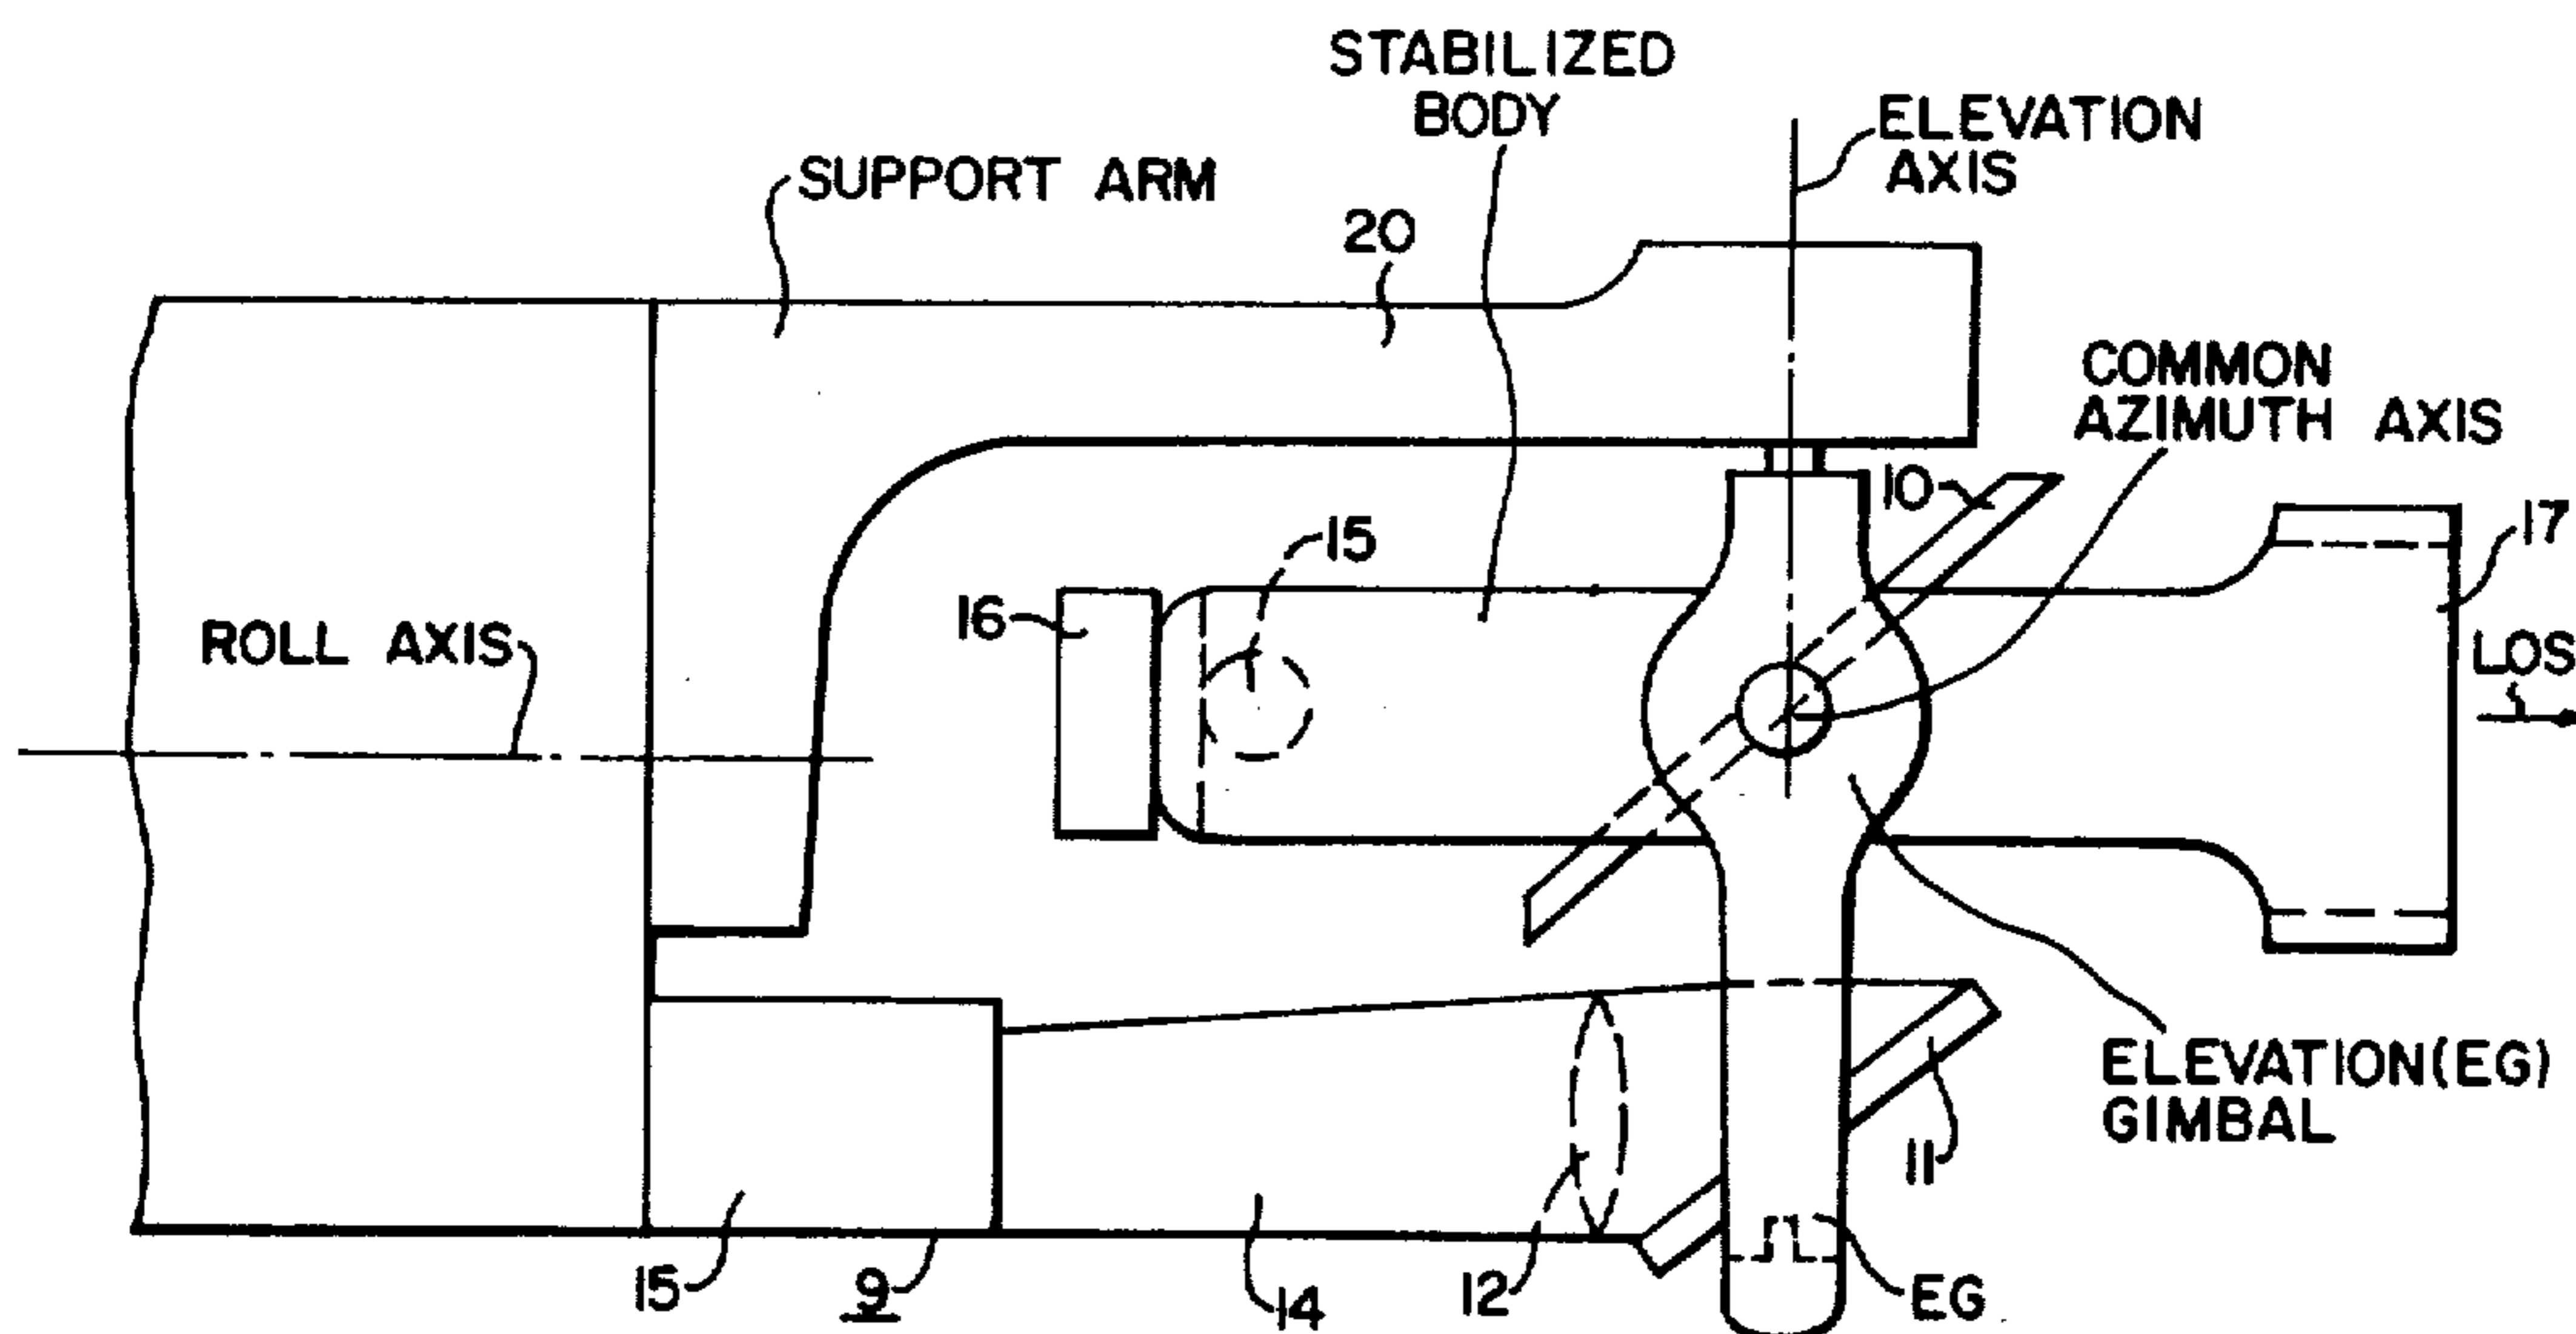 STABILIZED
BODY
ELEVATION
AXIS
SUPPORT ARM
20
COMMON
AZIMUTH AXIS
10
17
15
16
ROLL AXIS
LOS
ELEVATION(EG)
GIMBAL
11
15
9
14
12
EG